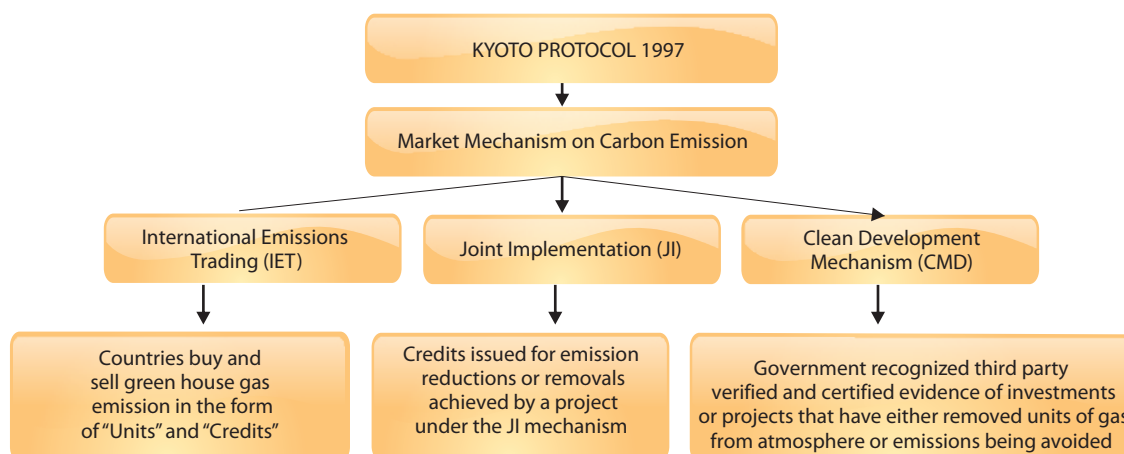 KYOTO PROTOCOL 1997
Market Mechanism on Carbon Emission
International Emissions
Trading (IET)
Joint Implementation (JI)
Clean Development
Mechanism (CMD)
Countries buy and
sell green house gas
emission in the form
of “Units” and “Credits”
Credits issued for emission
reductions or removals
achieved by a project
under the JI mechanism
Government recognized third party
verified and certified evidence of investments
or projects that have either removed units of gas
from atmosphere or emissions being avoided